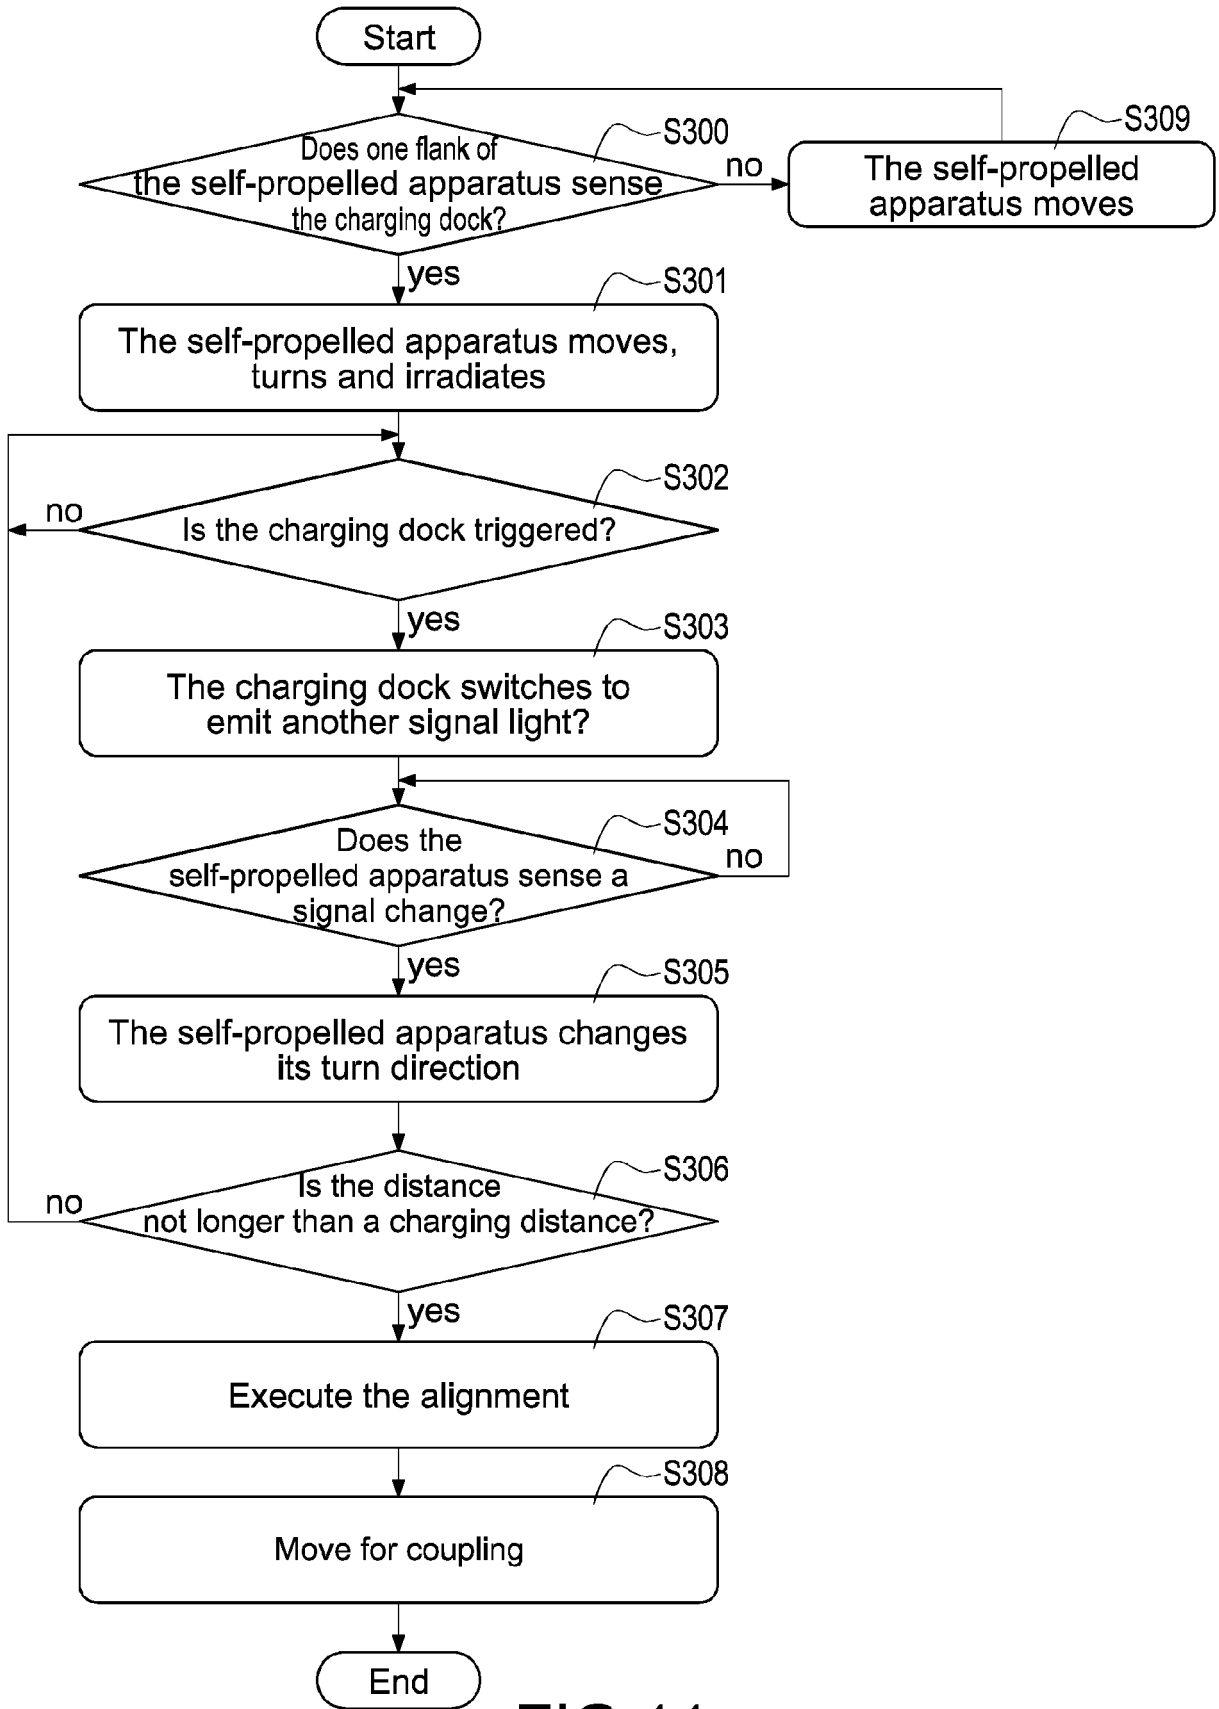 Start
S300
Does one flank of
the self-propelled apparatus sense
the charging dock?
no
S309
The self-propelled
apparatus moves
yes
S301
The self-propelled apparatus moves,
turns and irradiates
S302
no
Is the charging dock triggered?
yes
S303
The charging dock switches to
emit another signal light?
S304
Does the
self-propelled apparatus sense a
signal change?
no
yes
S305
The self-propelled apparatus changes
its turn direction
S306
no
Is the distance
not longer than a charging distance?
yes
S307
Execute the alignment
S308
Move for coupling
End